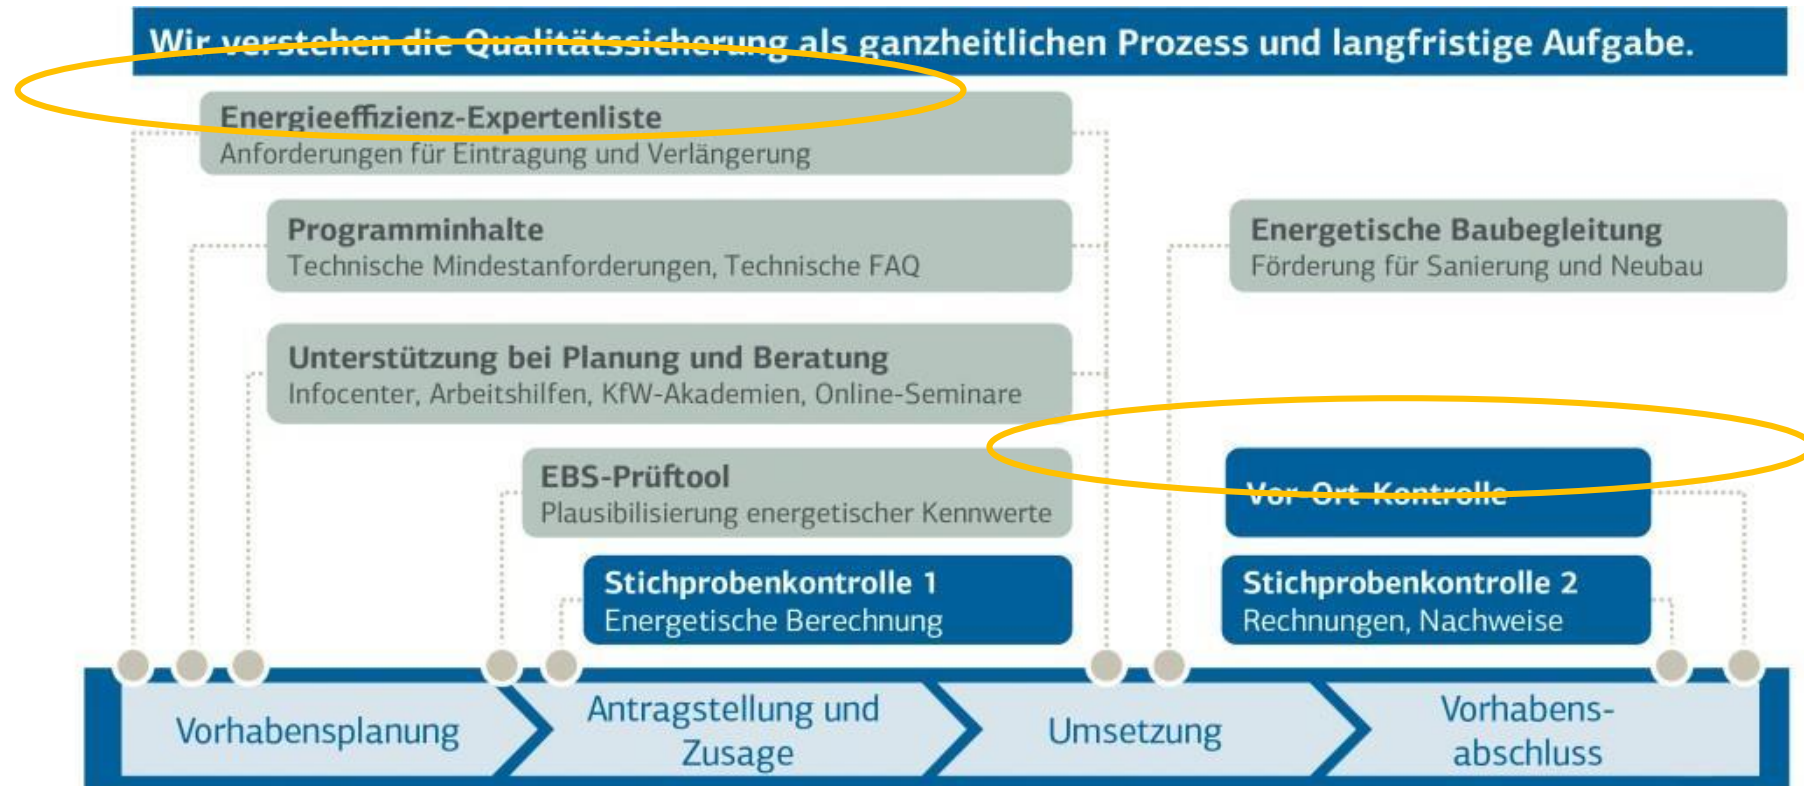 Wir verstehen die Qualitätssicherung als ganzheitlichen Prozess und langfristige Aufgabe.
Energieeffizienz-Expertenliste
Anforderungen für Eintragung und Verlängerung
Programminhalte
Technische Mindestanforderungen, Technische FAQ
Energetische Baubegleitung
Förderung für Sanierung und Neubau
Unterstützung bei Planung und Beratung
Infocenter, Arbeitshilfen, KfW-Akademien, Online-Seminare
EBS-Prüftool
Plausibilisierung energetischer Kennwerte
Vor-Ort-Kontrolle
Stichprobenkontrolle 1
Energetische Berechnung
Stichprobenkontrolle 2
Rechnungen, Nachweise
Vorhabensplanung
Antragstellung und
Zusage
Umsetzung
Vorhabens-
abschluss